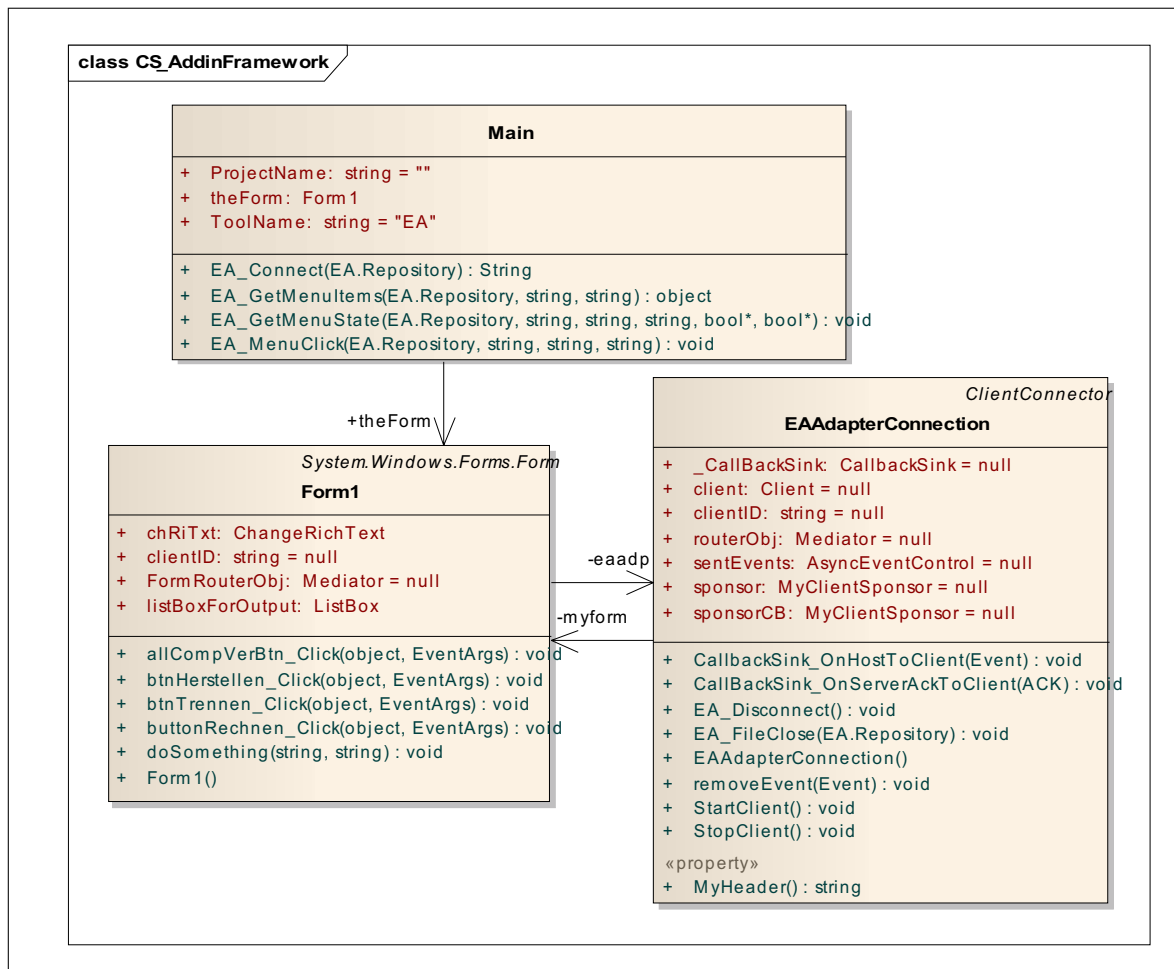 class CS_AddinFramework
Main
+ ProjectName: string = ""
+ theForm: Form1
+ ToolName: string = "EA"
+ EA_Connect(EA.Repository) : String
+ EA_GetMenuItems(EA.Repository, string, string) : object
+ EA_GetMenuState(EA.Repository, string, string, string, bool*, bool*) : void
+ EA_MenuClick(EA.Repository, string, string, string) : void
+theForm
System.Windows.Forms.Form
Form1
+ chRiTxt: ChangeRichText
+ clientID: string = null
+ FormRouterObj: Mediator = null
+ listBoxForOutput: ListBox
+ allCompVerBtn_Click(object, EventArgs) : void
+ btnHerstellen_Click(object, EventArgs) : void
+ btnTrennen_Click(object, EventArgs) : void
+ buttonRechnen_Click(object, EventArgs) : void
+ doSomething(string, string) : void
+ Form1()
-eaadp
-myform
ClientConnector
EAAdapterConnection
+ _CallBackSink: CallbackSink = null
+ client: Client = null
+ clientID: string = null
+ routerObj: Mediator = null
+ sentEvents: AsyncEventControl = null
+ sponsor: MyClientSponsor = null
+ sponsorCB: MyClientSponsor = null
+ CallbackSink_OnHostToClient(Event) : void
+ CallBackSink_OnServerAckToClient(ACK) : void
+ EA_Disconnect() : void
+ EA_FileClose(EA.Repository) : void
+ EAAdapterConnection()
+ removeEvent(Event) : void
+ StartClient() : void
+ StopClient() : void
«property»
+ MyHeader() : string